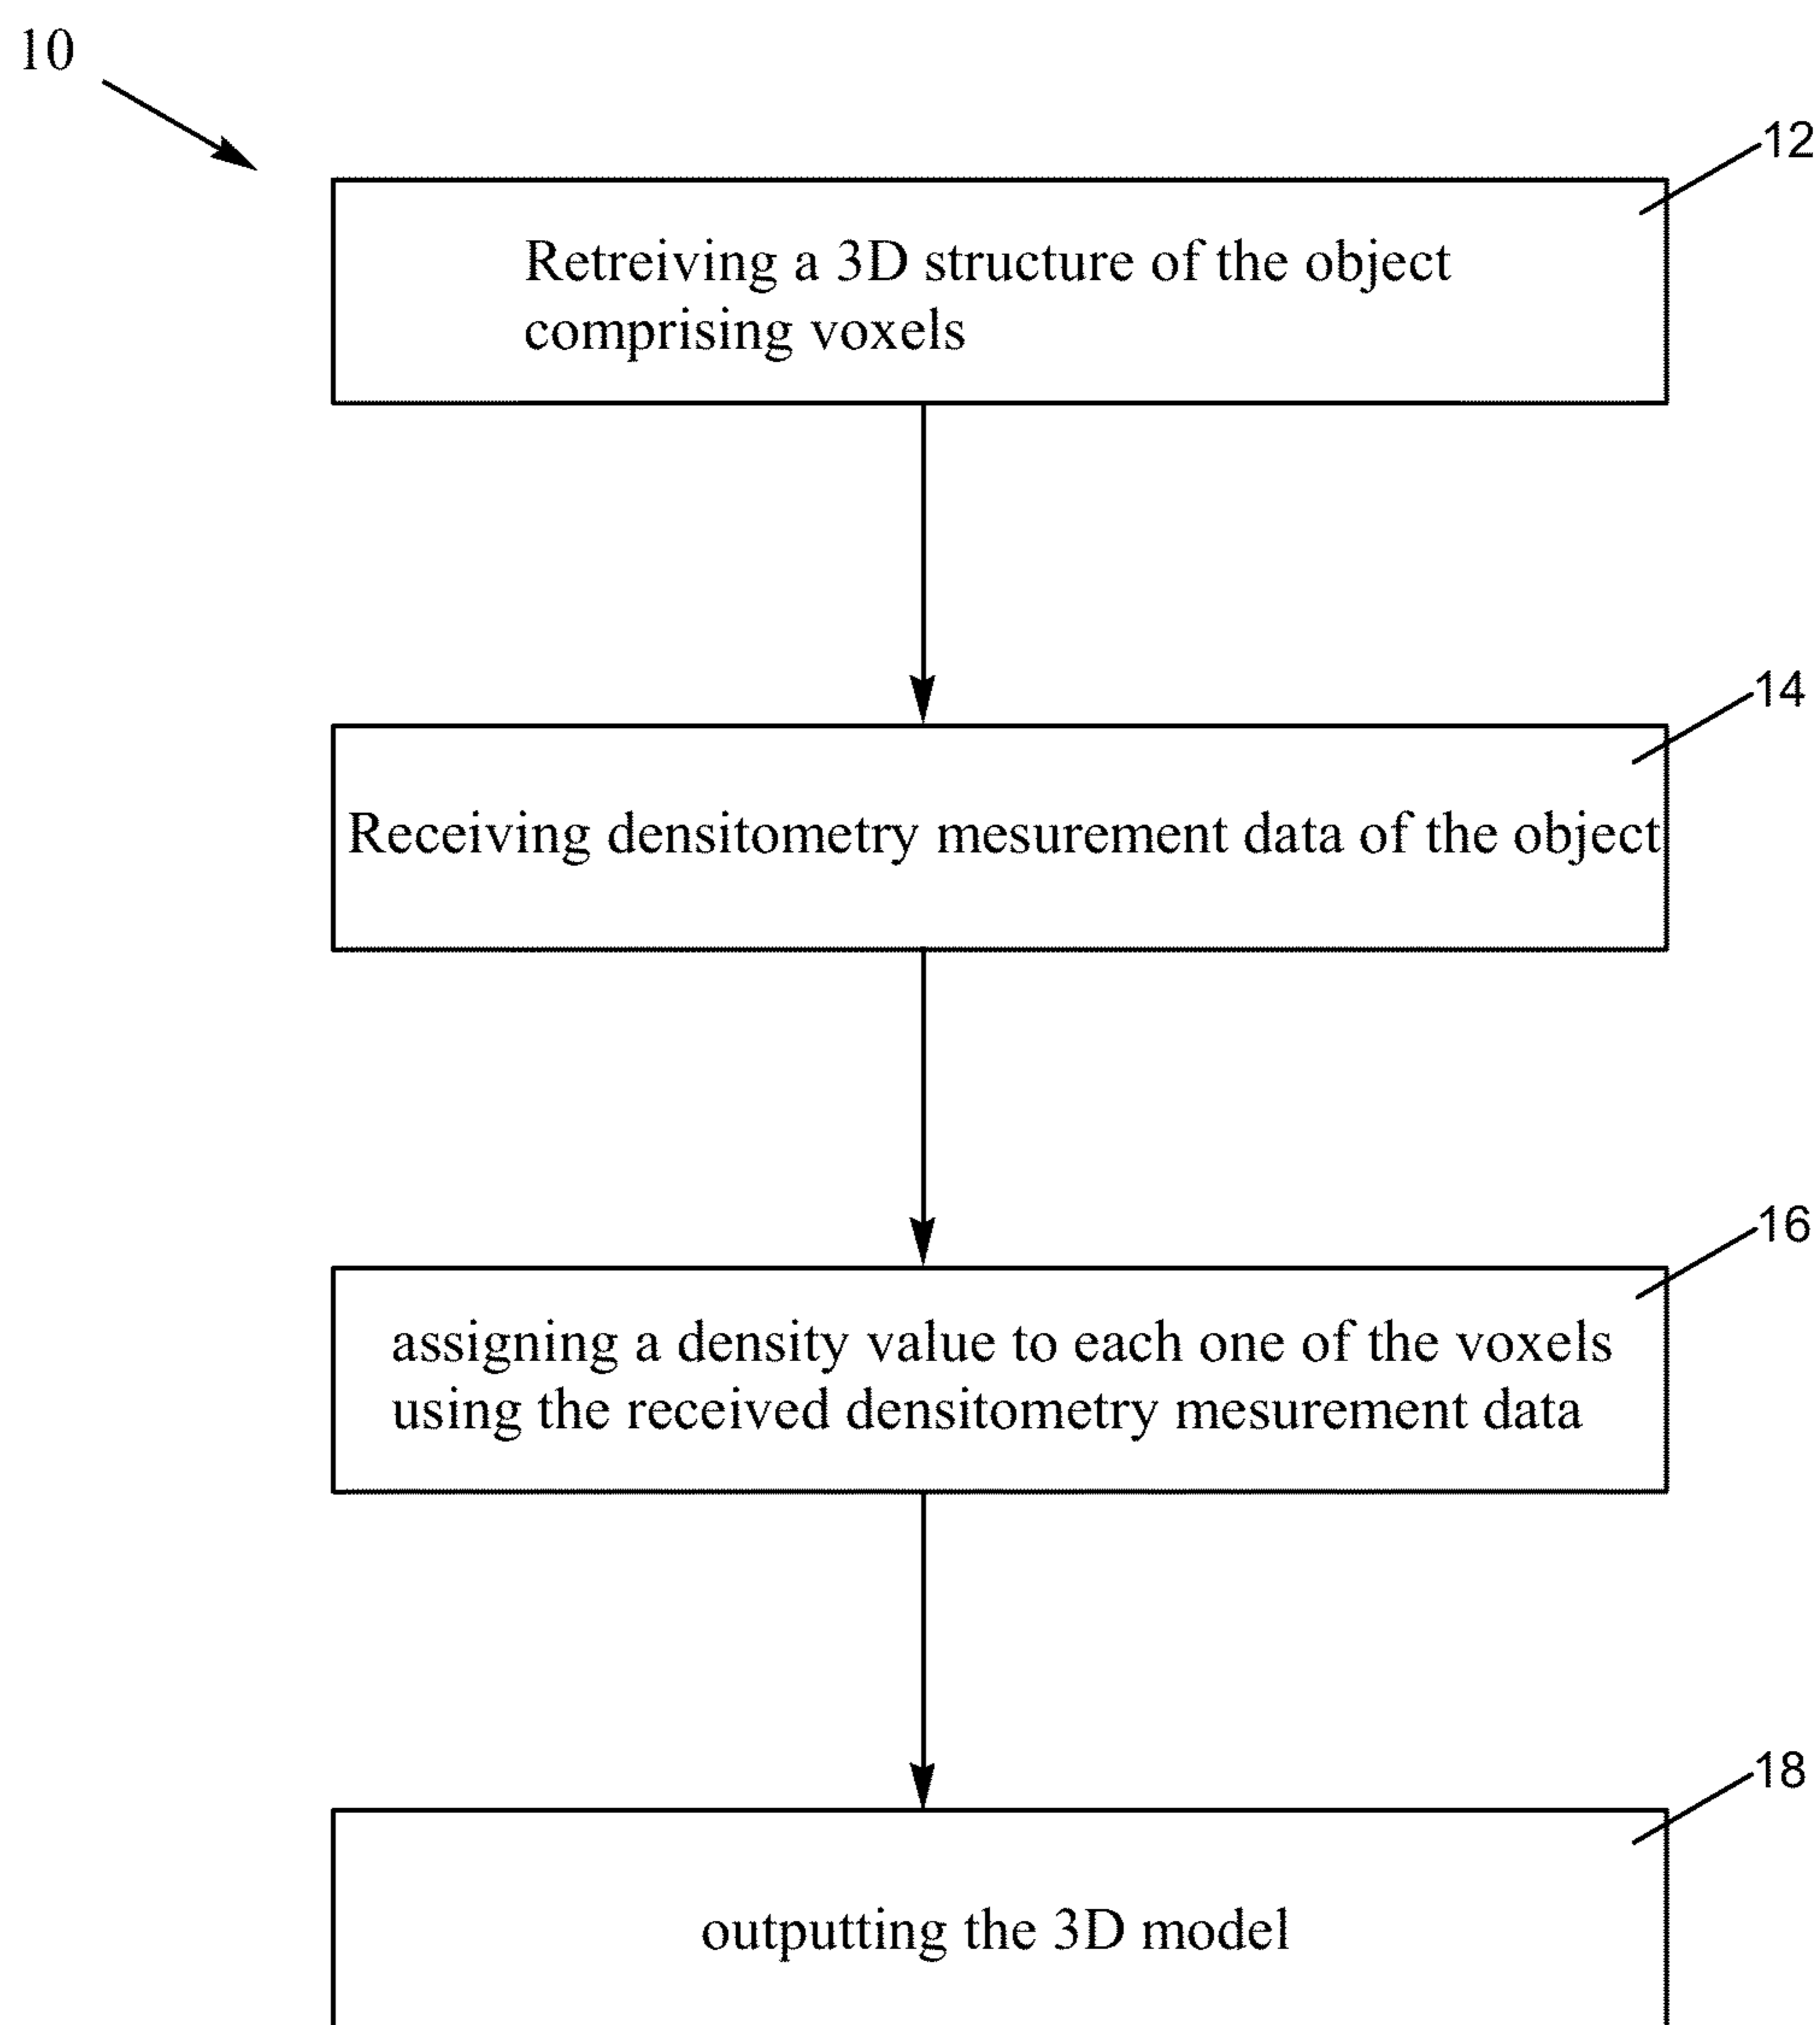 10
12
Retreiving a 3D structure of the object
comprising voxels
14
Receiving densitometry mesurement data of the object
16
assigning a density value to each one of the voxels
using the received densitometry mesurement data
18
outputting the 3D model